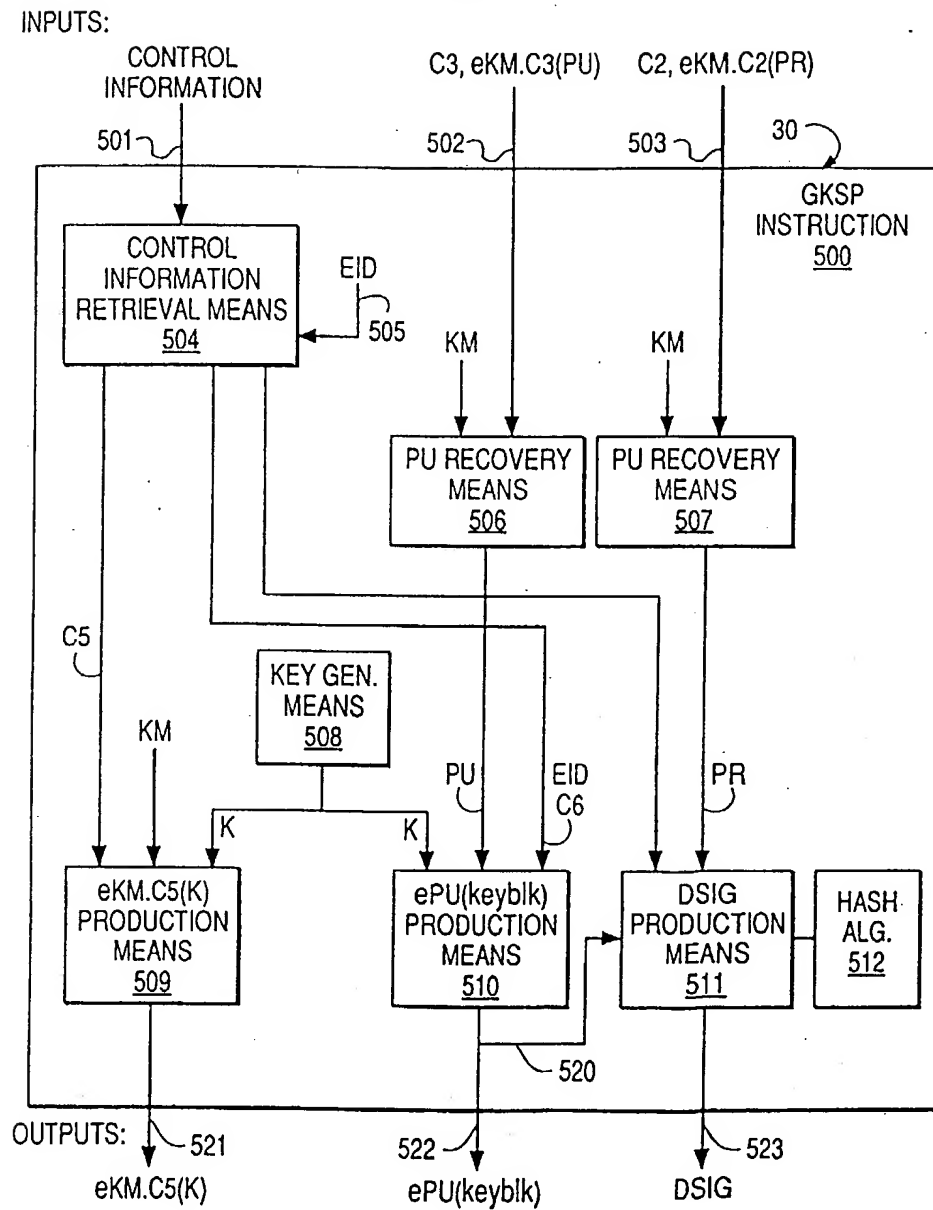 INPUTS:
CONTROL
INFORMATION
C3, eKM.C3(PU)
C2, eKM.C2(PR)
501
502
503
30
GKSP
INSTRUCTION
500
CONTROL
INFORMATION
RETRIEVAL MEANS
504
EID
505
KM
KM
PU RECOVERY
MEANS
506
PU RECOVERY
MEANS
507
C5
KEY GEN.
MEANS
508
KM
PU
EID
C6
PR
K
K
eKM.C5(K)
PRODUCTION
MEANS
509
ePU(keyblk)
PRODUCTION
MEANS
510
DSIG
PRODUCTION
MEANS
511
HASH
ALG.
512
520
OUTPUTS:
521
522
523
eKM.C5(K)
ePU(keyblk)
DSIG